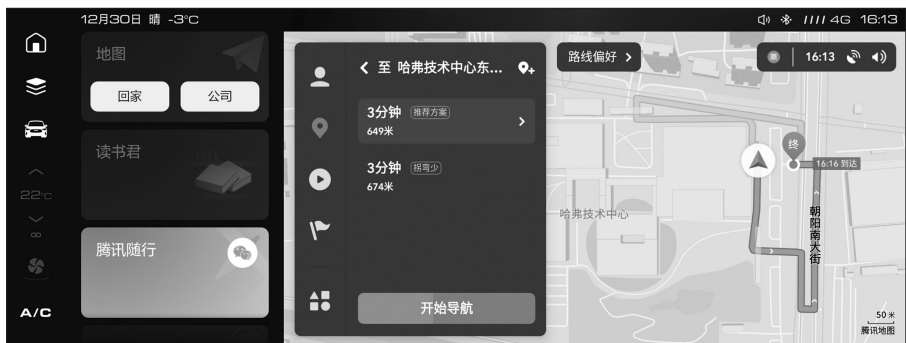 12月30日 晴 -3°C
4G 16:13
地图
回家
公司
读书君
22°C
腾讯随行
A/C
至 哈弗技术中心东...
3分钟 推荐方案
649米
3分钟 拐弯少
674米
开始导航
路线偏好
限
16:13
终
16:16 到达
哈弗技术中心
朝阳南大街
50 米
腾讯地图